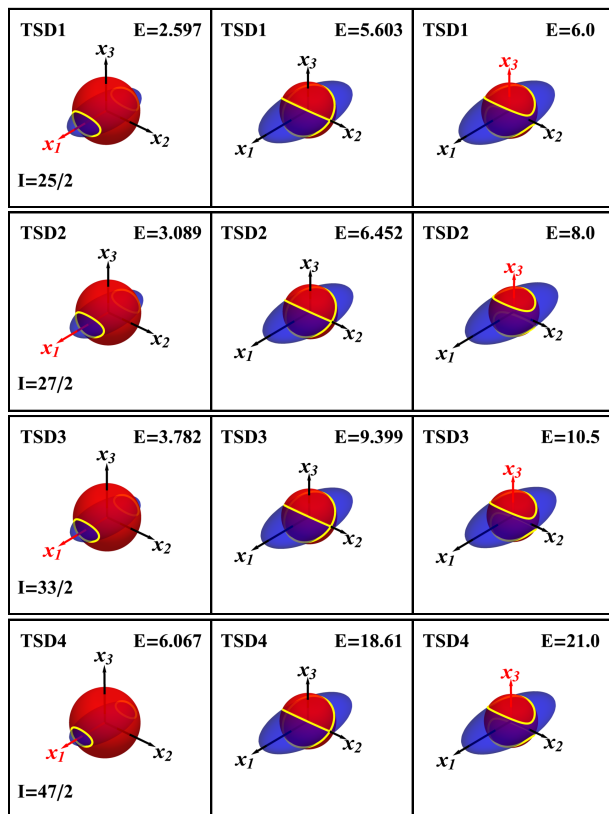 TSD1 E=2.597 TSD1 E=5.603 TSD1 E=6.0
x3 x3 x3
x1 x2 x1 x2 x1 x2
I=25/2
TSD2 E=3.089 TSD2 E=6.452 TSD2 E=8.0
x3 x3 x3
x1 x2 x1 x2 x1 x2
I=27/2
TSD3 E=3.782 TSD3 E=9.399 TSD3 E=10.5
x3 x3 x3
x1 x2 x1 x2 x1 x2
I=33/2
TSD4 E=6.067 TSD4 E=18.61 TSD4 E=21.0
x3 x3 x3
x1 x2 x1 x2 x1 x2
I=47/2